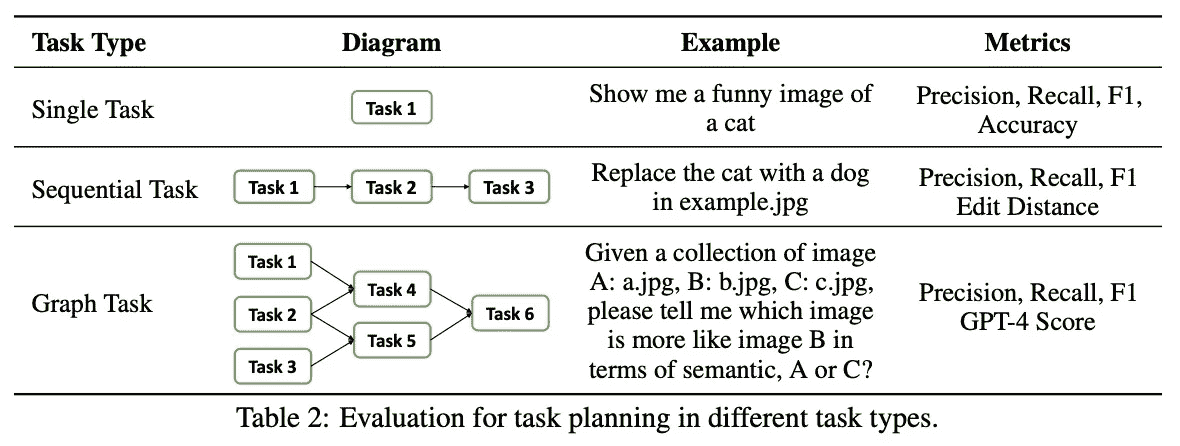 Task Type Diagram Example Metrics
Single Task
Task 1
Show me a funny image of
a cat
Precision, Recall, F1,
Accuracy
Sequential Task
Task 1 Task 2 Task 3
Replace the cat with a dog
in example.jpg
Precision, Recall, F1
Edit Distance
Graph Task
Task 1
Task 2
Task 3
Task 4
Task 5
Task 6
Given a collection of image
A: a.jpg, B: b.jpg, C: c.jpg,
please tell me which image
is more like image B in
terms of semantic, A or C?
Precision, Recall, F1
GPT-4 Score
Table 2: Evaluation for task planning in different task types.